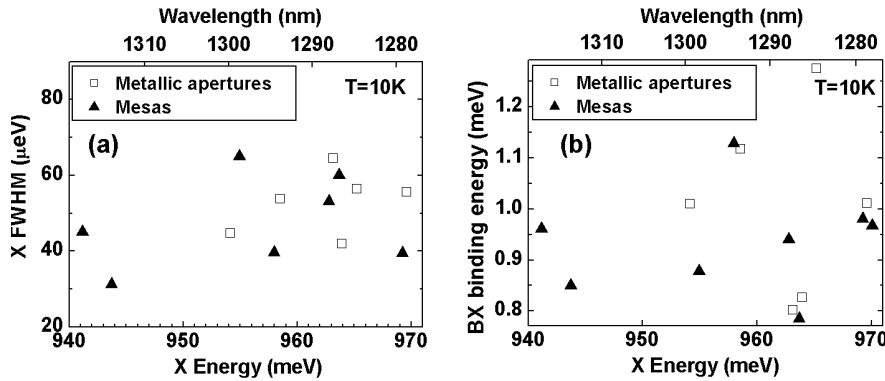 Wavelength (nm)
1310 1300 1290 1280
Metallic apertures
Mesas
T=10K
(a)
X FWHM (μeV)
80
60
40
20
940 950 960 970
X Energy (meV)
Wavelength (nm)
1310 1300 1290 1280
Metallic apertures
Mesas
T=10K
(b)
BX binding energy (meV)
1.2
1.1
1.0
0.9
0.8
940 950 960 970
X Energy (meV)